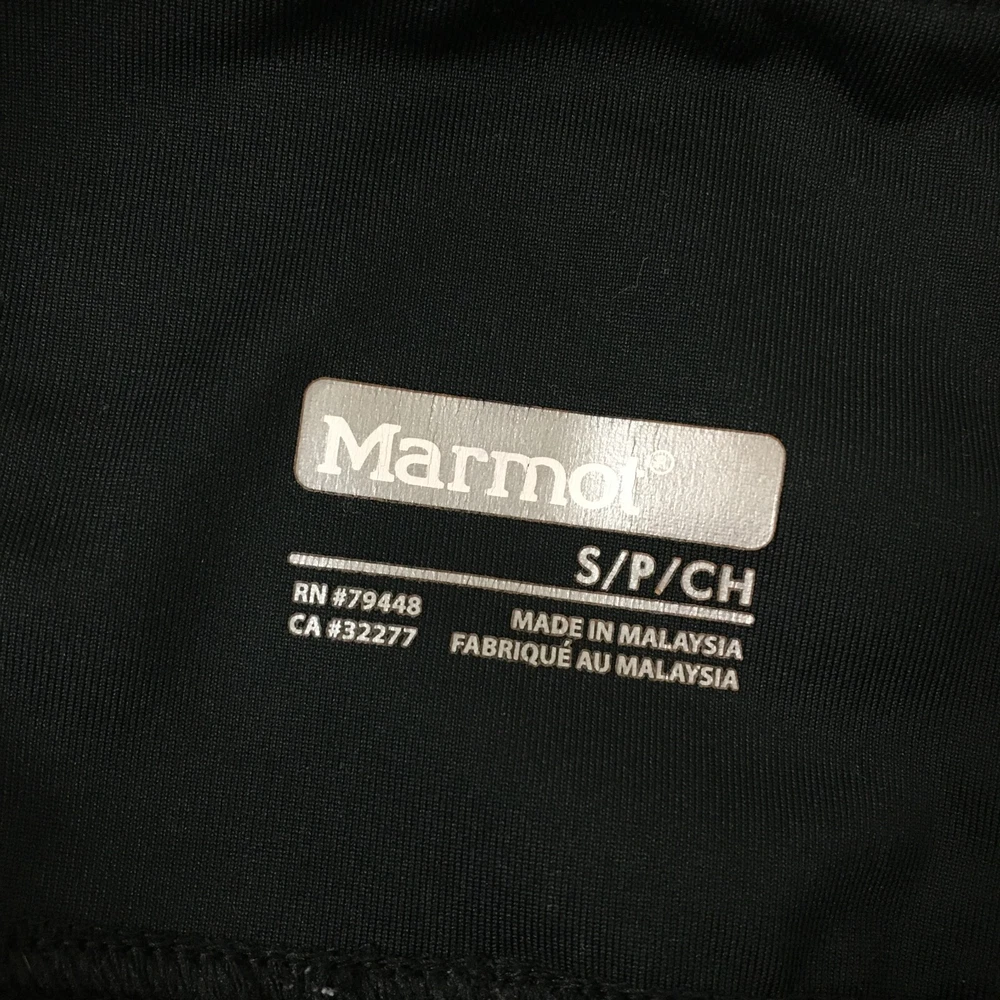 Marmot®
S/P/CH
RN #79448
CA #32277
MADE IN MALAYSIA
FABRIQUÉ AU MALAYSIA